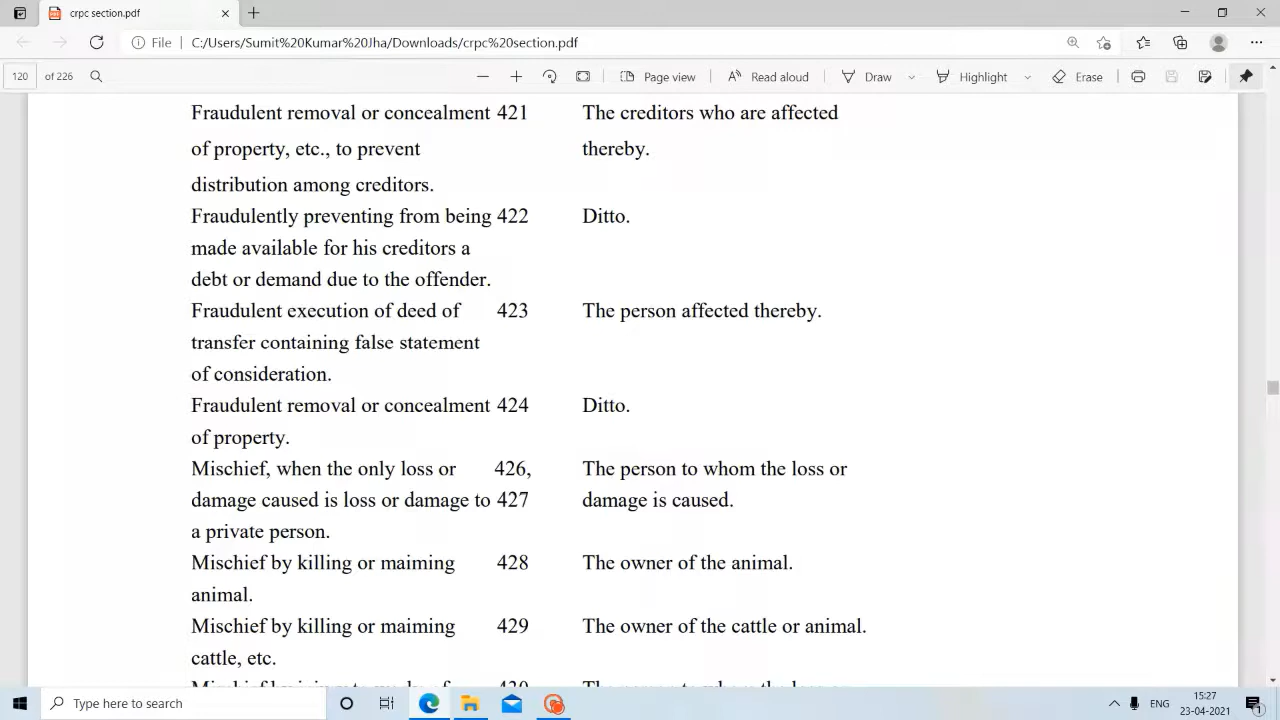 crpc section.pdf
File C:/Users/Sumit%20Kumar%20Jha/Downloads/crpc%20section.pdf
120 of 226 Page view Read aloud Draw Highlight Erase
Fraudulent removal or concealment 421 The creditors who are affected
of property, etc., to prevent thereby.
distribution among creditors.
Fraudulently preventing from being 422 Ditto.
made available for his creditors a
debt or demand due to the offender.
Fraudulent execution of deed of 423 The person affected thereby.
transfer containing false statement
of consideration.
Fraudulent removal or concealment 424 Ditto.
of property.
Mischief, when the only loss or 426, The person to whom the loss or
damage caused is loss or damage to 427 damage is caused.
a private person.
Mischief by killing or maiming 428 The owner of the animal.
animal.
Mischief by killing or maiming 429 The owner of the cattle or animal.
cattle, etc.
Type here to search
ENG
15:27
23-04-2021